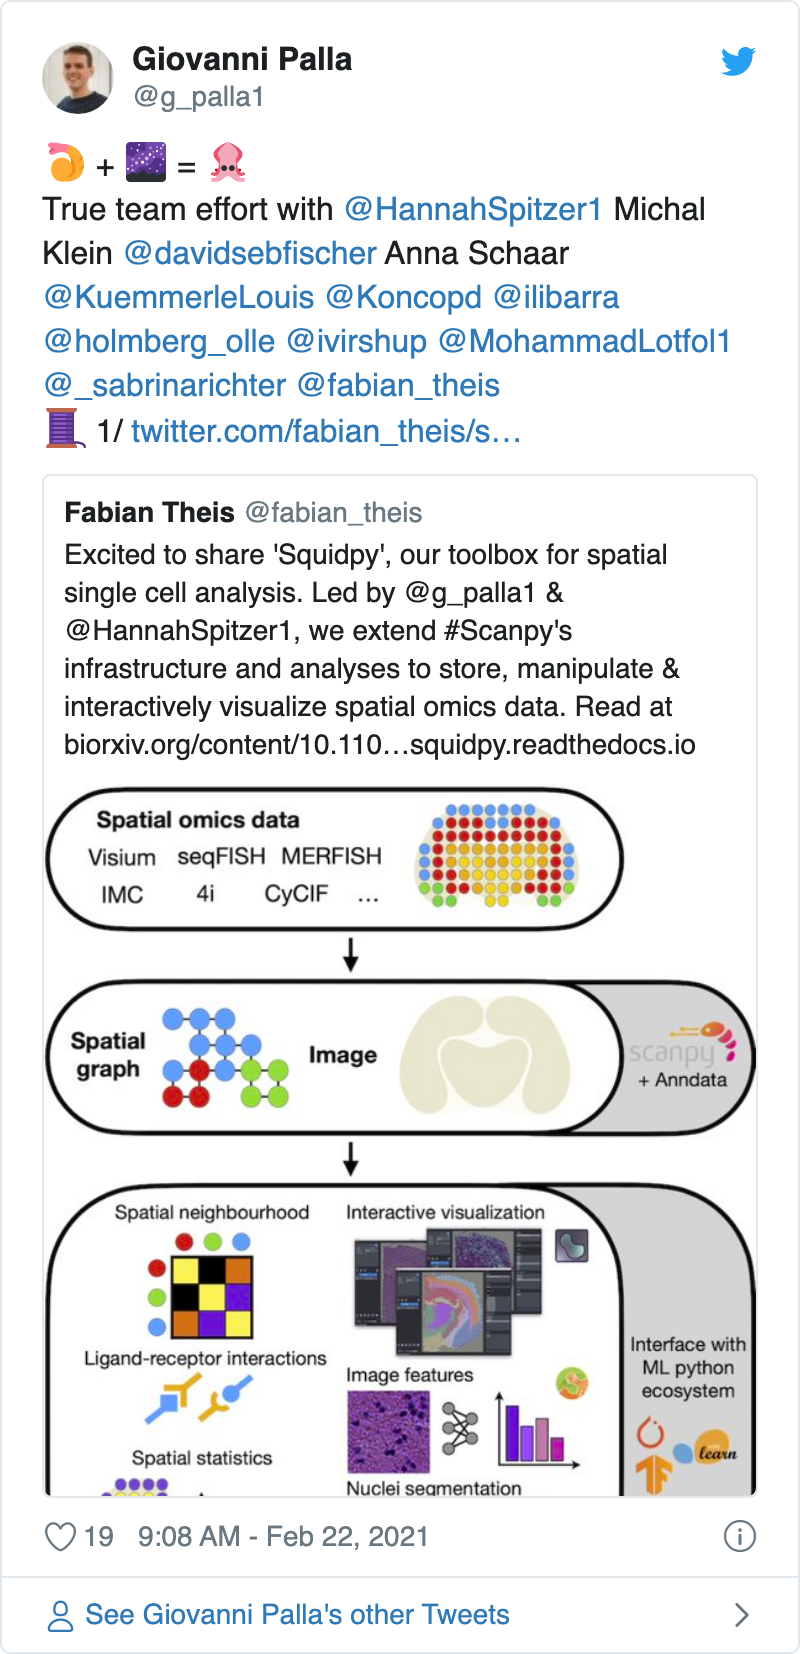 Giovanni Palla
@g_palla1
🍤 + 🌌 = 🦑
True team effort with @HannahSpitzer1 Michal
Klein @davidsebfischer Anna Schaar
@KuemmerleLouis @Koncopd @ilibarra
@holmberg_olle @ivirshup @MohammadLotfol1
@_sabrinarichter @fabian_theis
🧵 1/ twitter.com/fabian_theis/s…
Fabian Theis @fabian_theis
Excited to share 'Squidpy', our toolbox for spatial
single cell analysis. Led by @g_palla1 &
@HannahSpitzer1, we extend #Scanpy's
infrastructure and analyses to store, manipulate &
interactively visualize spatial omics data. Read at
biorxiv.org/content/10.110…squidpy.readthedocs.io
Spatial omics data
Visium seqFISH MERFISH
IMC 4i CyCIF ...
Spatial
graph
Image
scanpy
+ Anndata
Spatial neighbourhood
Interactive visualization
Ligand-receptor interactions
Image features
Spatial statistics
Nuclei segmentation
Interface with
ML python
ecosystem
learn
19 9:08 AM - Feb 22, 2021
See Giovanni Palla's other Tweets